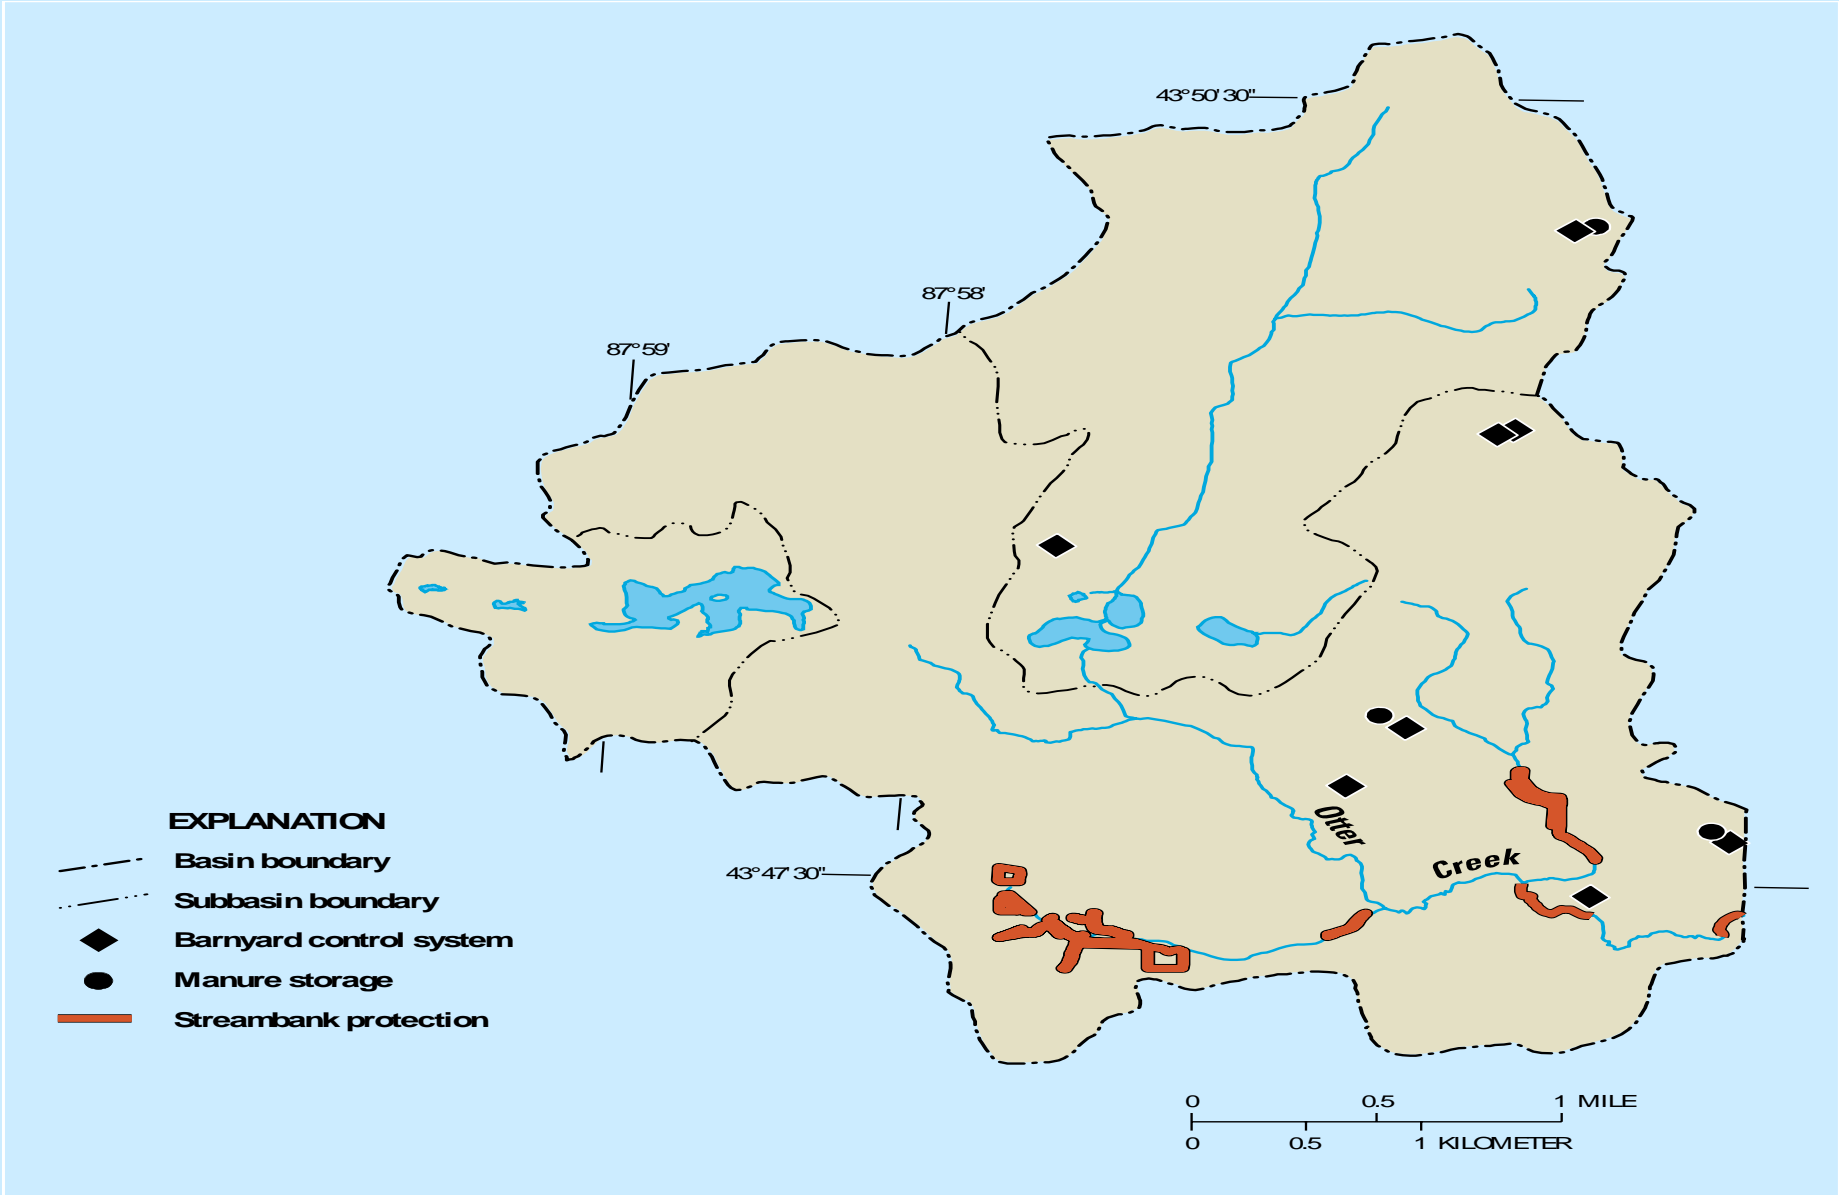 43°50'30"
87°58'
87°59'
Otter
Creek
43°47'30"
EXPLANATION
Basin boundary
Subbasin boundary
Barnyard control system
Manure storage
Streambank protection
0 0.5 1 MILE
0 0.5 1 KILOMETER